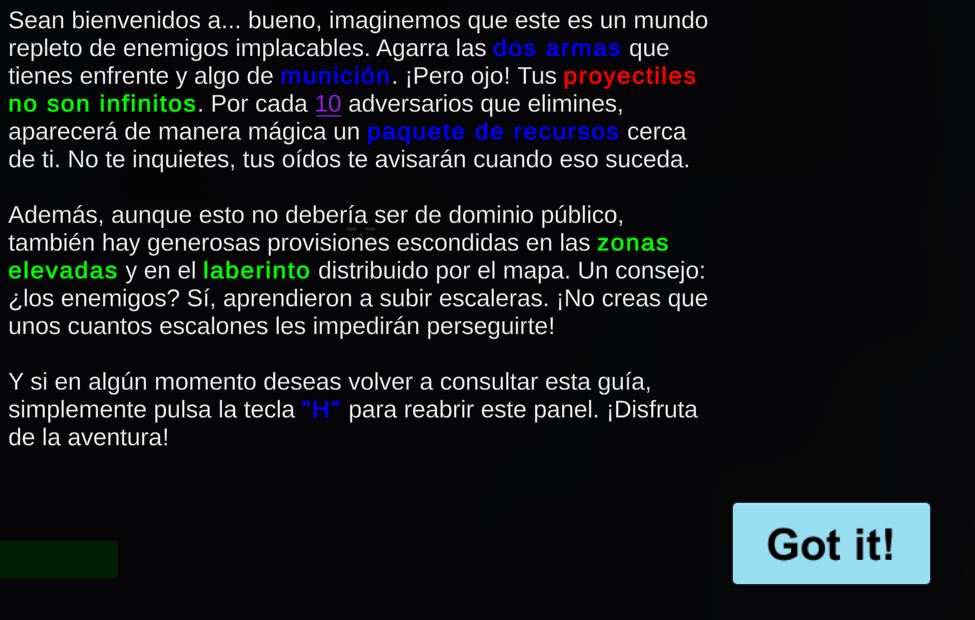 Sean bienvenidos a... bueno, imaginemos que este es un mundo
repleto de enemigos implacables. Agarra las dos armas que
tienes enfrente y algo de munición. ¡Pero ojo! Tus proyectiles
no son infinitos. Por cada 10 adversarios que elimines,
aparecerá de manera mágica un paquete de recursos cerca
de ti. No te inquietes, tus oídos te avisarán cuando eso suceda.
Además, aunque esto no debería ser de dominio público,
también hay generosas provisiones escondidas en las zonas
elevadas y en el laberinto distribuido por el mapa. Un consejo:
¿los enemigos? Sí, aprendieron a subir escaleras. ¡No creas que
unos cuantos escalones les impedirán perseguirte!
Y si en algún momento deseas volver a consultar esta guía,
simplemente pulsa la tecla "H" para reabrir este panel. ¡Disfruta
de la aventura!
Got it!